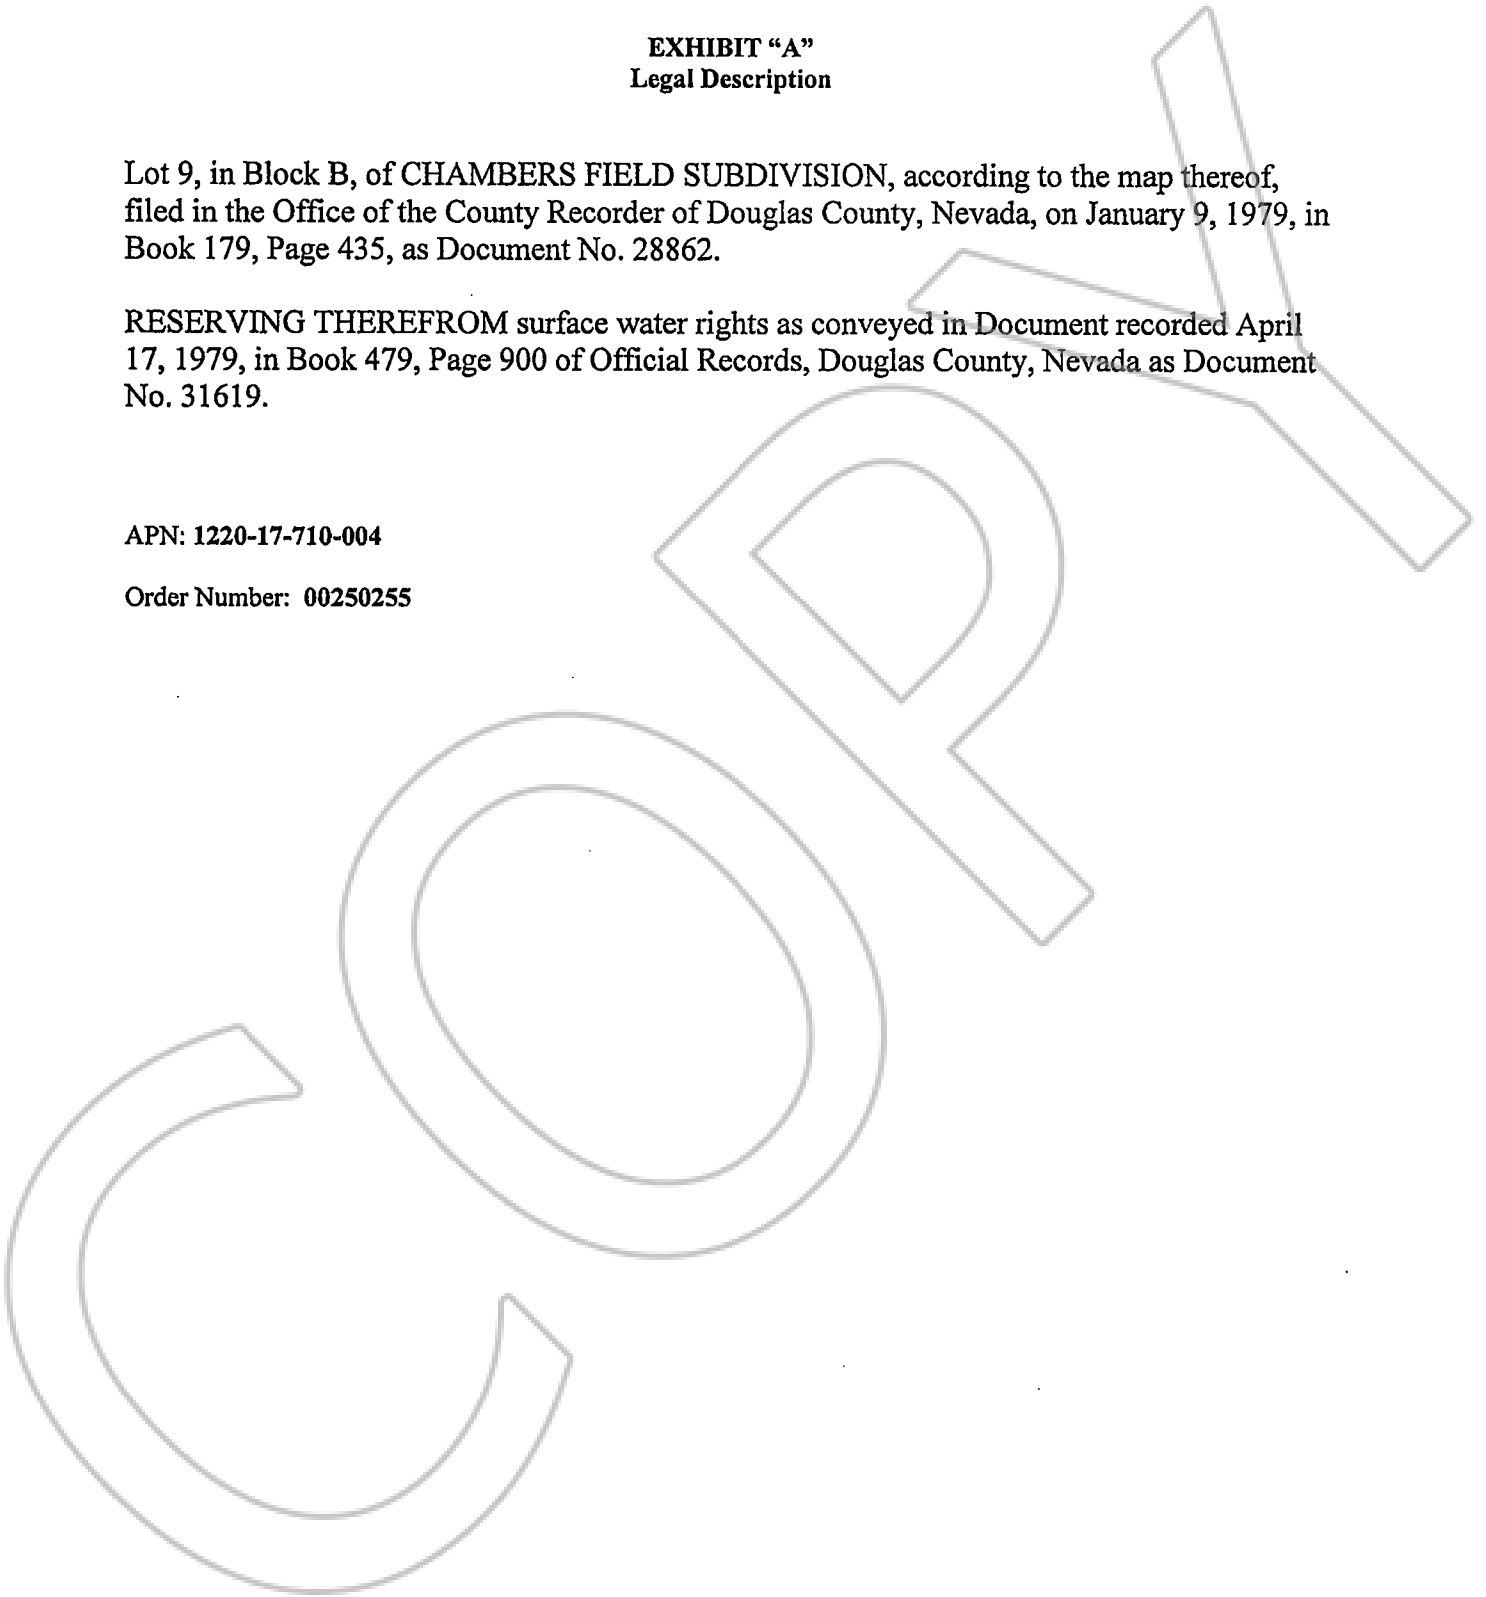 EXHIBIT “A”
Legal Description
Lot 9, in Block B, of CHAMBERS FIELD SUBDIVISION, according to the map thereof,
filed in the Office of the County Recorder of Douglas County, Nevada, on January 9, 1979, in
Book 179, Page 435, as Document No. 28862.
RESERVING THEREFROM surface water rights as conveyed in Document recorded April
17, 1979, in Book 479, Page 900 of Official Records, Douglas County, Nevada as Document
No. 31619.
APN: 1220-17-710-004
Order Number: 00250255
COPY